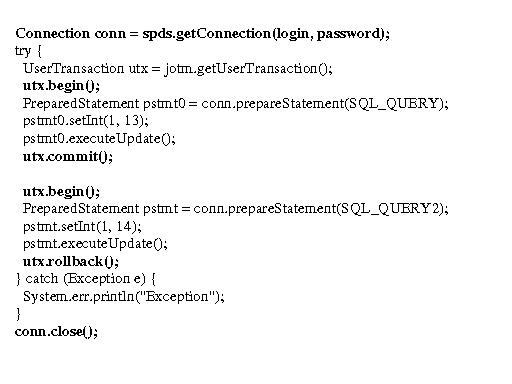 Connection conn = spds.getConnection(login, password);
try {
UserTransaction utx = jotm.getUserTransaction();
utx.begin();
PreparedStatement pstmt0 = conn.prepareStatement(SQL_QUERY);
pstmt0.setInt(1, 13);
pstmt0.executeUpdate();
utx.commit();
utx.begin();
PreparedStatement pstmt = conn.prepareStatement(SQL_QUERY2);
pstmt.setInt(1, 14);
pstmt.executeUpdate();
utx.rollback();
} catch (Exception e) {
System.err.println("Exception");
}
conn.close();